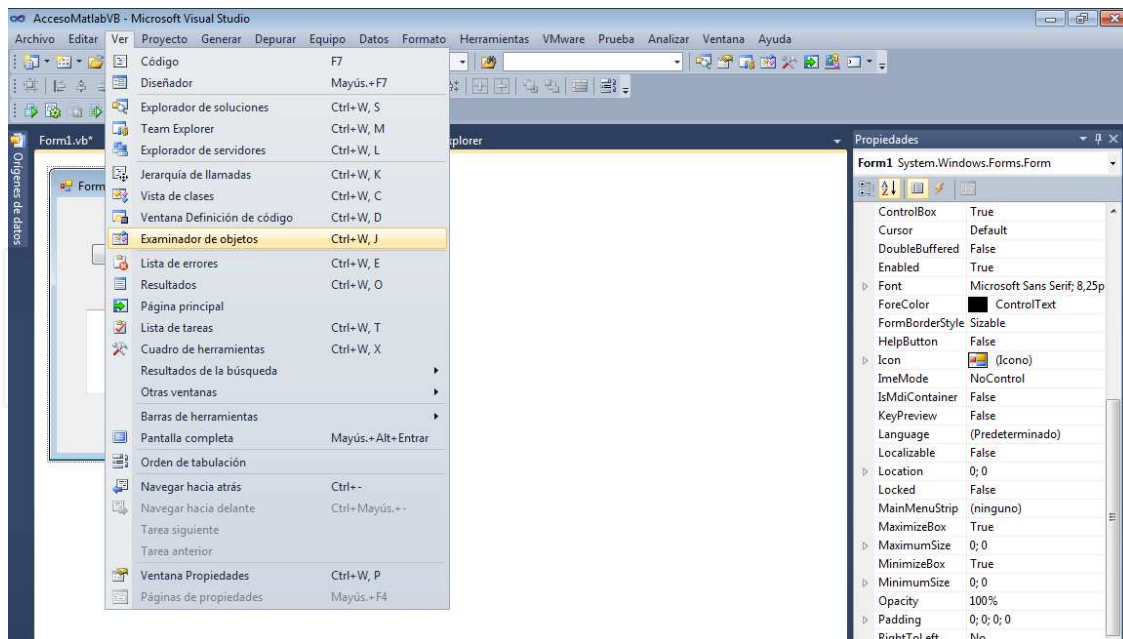 AccesoMatlabVB - Microsoft Visual Studio
Archivo Editar Ver Proyecto Generar Depurar Equipo Datos Formato Herramientas VMware Prueba Analizar Ventana Ayuda
Código F7
Diseñador Mayús.+F7
Explorador de soluciones Ctrl+W, S
Team Explorer Ctrl+W, M
Explorador de servidores Ctrl+W, L
Jerarquía de llamadas Ctrl+W, K
Vista de clases Ctrl+W, C
Ventana Definición de código Ctrl+W, D
Examinador de objetos Ctrl+W, J
Lista de errores Ctrl+W, E
Resultados Ctrl+W, O
Página principal
Lista de tareas Ctrl+W, T
Cuadro de herramientas Ctrl+W, X
Resultados de la búsqueda
Otras ventanas
Barras de herramientas
Pantalla completa Mayús.+Alt+Entrar
Orden de tabulación
Navegar hacia atrás Ctrl+-
Navegar hacia delante Ctrl+Mayús.+-
Tarea siguiente
Tarea anterior
Ventana Propiedades Ctrl+W, P
Páginas de propiedades Mayús.+F4
Orígenes de datos
Form1.vb*
xplorer
Form
Propiedades
Form1 System.Windows.Forms.Form
ControlBox True
Cursor Default
DoubleBuffered False
Enabled True
Font Microsoft Sans Serif; 8,25p
ForeColor ControlText
FormBorderStyle Sizable
HelpButton False
Icon (Icono)
ImeMode NoControl
IsMdiContainer False
KeyPreview False
Language (Predeterminado)
Localizable False
Location 0; 0
Locked False
MainMenuStrip (ninguno)
MaximizeBox True
MaximumSize 0; 0
MinimizeBox True
MinimumSize 0; 0
Opacity 100%
Padding 0; 0; 0; 0
RightToLeft No